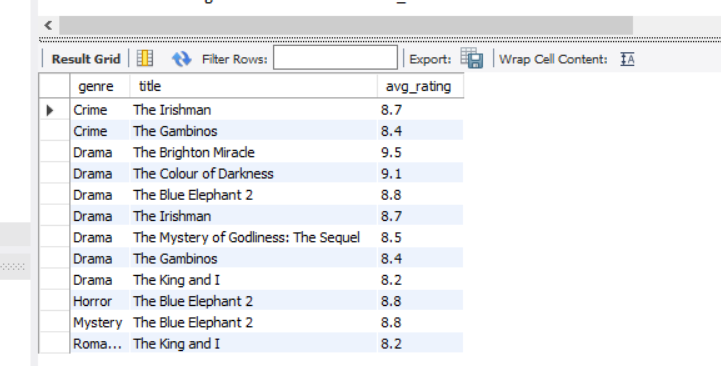 <
Result Grid Filter Rows: Export: Wrap Cell Content: IA
genre title avg_rating
Crime The Irishman 8.7
Crime The Gambinos 8.4
Drama The Brighton Miracle 9.5
Drama The Colour of Darkness 9.1
Drama The Blue Elephant 2 8.8
Drama The Irishman 8.7
Drama The Mystery of Godliness: The Sequel 8.5
Drama The Gambinos 8.4
Drama The King and I 8.2
Horror The Blue Elephant 2 8.8
Mystery The Blue Elephant 2 8.8
Roma... The King and I 8.2